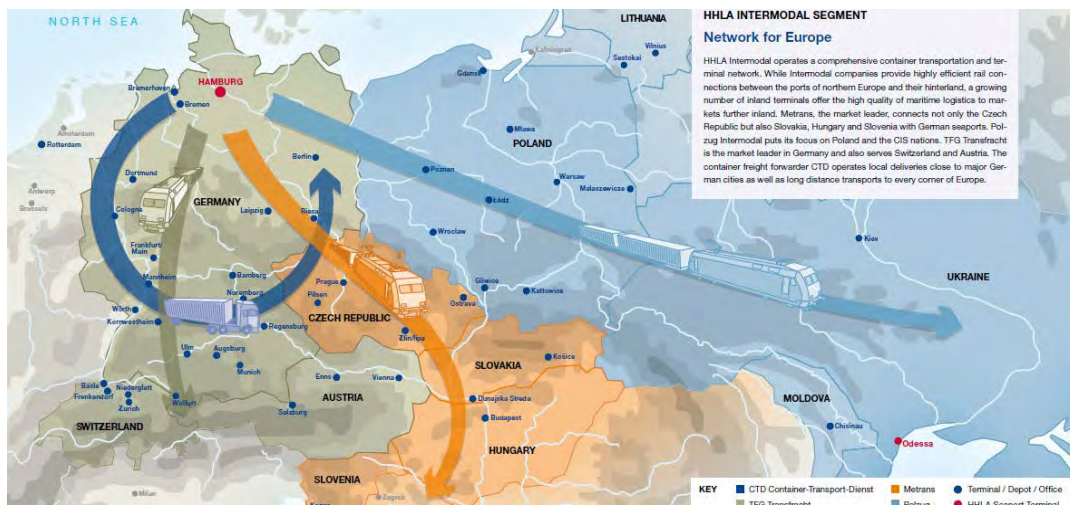 NORTH SEA
LITHUANIA
HHLA INTERMODAL SEGMENT
Network for Europe
HHLA Intermodal operates a comprehensive container transportation and ter-
minal network. While Intermodal companies provide highly efficient rail con-
nections between the ports of northern Europe and their hinterland, a growing
number of inland terminals offer the high quality of maritime logistics to mar-
kets further inland. Metrans, the market leader, connects not only the Czech
Republic but also Slovakia, Hungary and Slovenia with German seaports. Pol-
zug Intermodal puts its focus on Poland and the CIS nations. TFG Transfracht
is the market leader in Germany and also serves Switzerland and Austria. The
container freight forwarder CTD operates local deliveries close to major Ger-
man cities as well as long distance transports to every corner of Europe.
Kaliningrad
Vilnius
Sestokai
Gdansk
HAMBURG
Bremerhaven
Bremen
Amsterdam
Rotterdam
Mława
POLAND
Berlin
Dortmund
Poznan
Warsaw
Małaszewicze
Antwerp
Brussels
GERMANY
Łódź
Cologne
Leipzig
Riesa
Wrocław
Kiev
Frankfurt/
Main
Mannheim
Bamberg
Nuremberg
Prague
Pilsen
Gliwice
Kattowice
Ostrava
UKRAINE
Wörth
Kornwestheim
Regensburg
CZECH REPUBLIC
Zlín/lípa
Ulm
Augsburg
Munich
SLOVAKIA
Košice
Basle
Frenkendorf
Niederglatt
Zurich
Wolfurt
Enns
Vienna
AUSTRIA
Salzburg
Dunajska Streda
Budapest
MOLDOVA
Chisinau
SWITZERLAND
HUNGARY
Odessa
SLOVENIA
Milan
Zagreb
Koper
KEY
CTD Container-Transport-Dienst
Metrans
Terminal / Depot / Office
TFG Transfracht
Polzug
HHLA Seaport Terminal